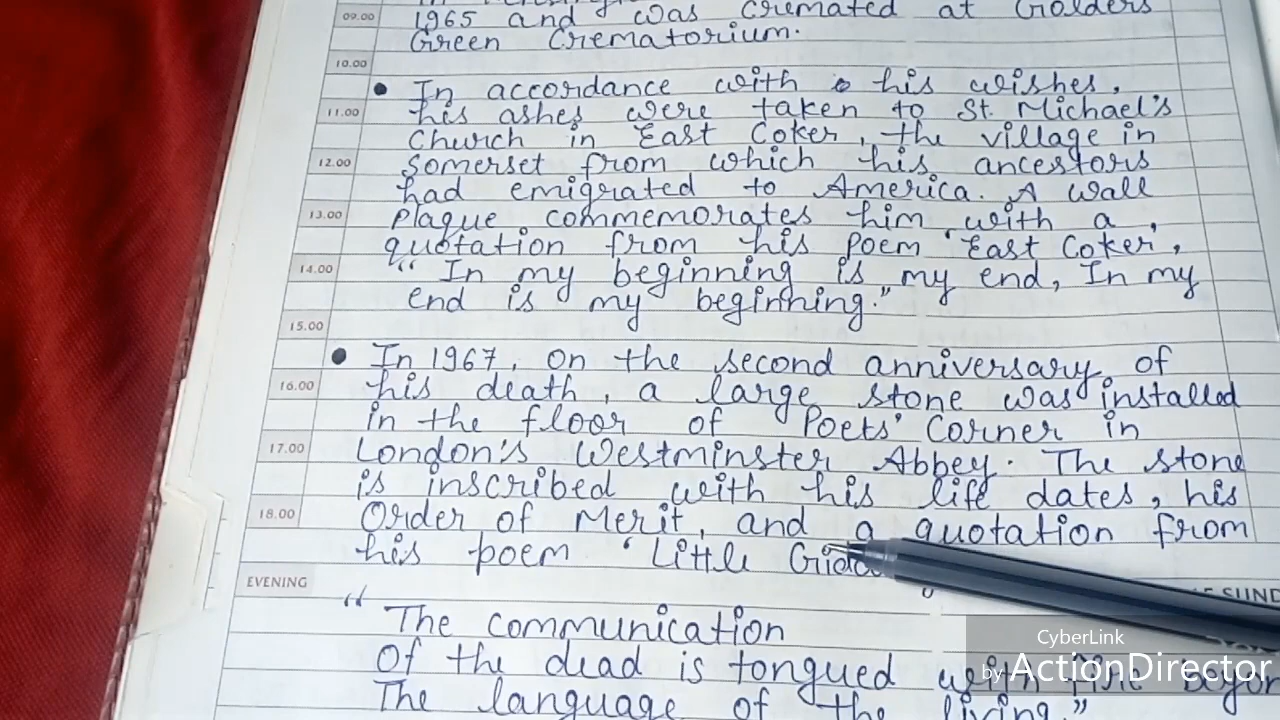 09.00 1965 and was cremated at Golders
Green Crematorium.
10.00
• In accordance with his wishes,
11.00 his ashes were taken to St. Michael's
Church in East Coker, the village in
12.00 Somerset from which his ancestors
had emigrated to America. A wall
13.00 Plaque commemorates him with a
quotation from his poem 'East Coker',
14.00 "In my beginning is my end, In my
end is my beginning."
15.00
• In 1967, on the second anniversary of
16.00 his death, a large stone was installed
in the floor of Poets' Corner in
17.00 London's Westminster Abbey. The stone
is inscribed with his life dates, his
18.00 Order of Merit, and a quotation from
his poem 'Little
EVENING
"The communication
Of the dead is tongued with
The language of the living."
CyberLink
by ActionDirector